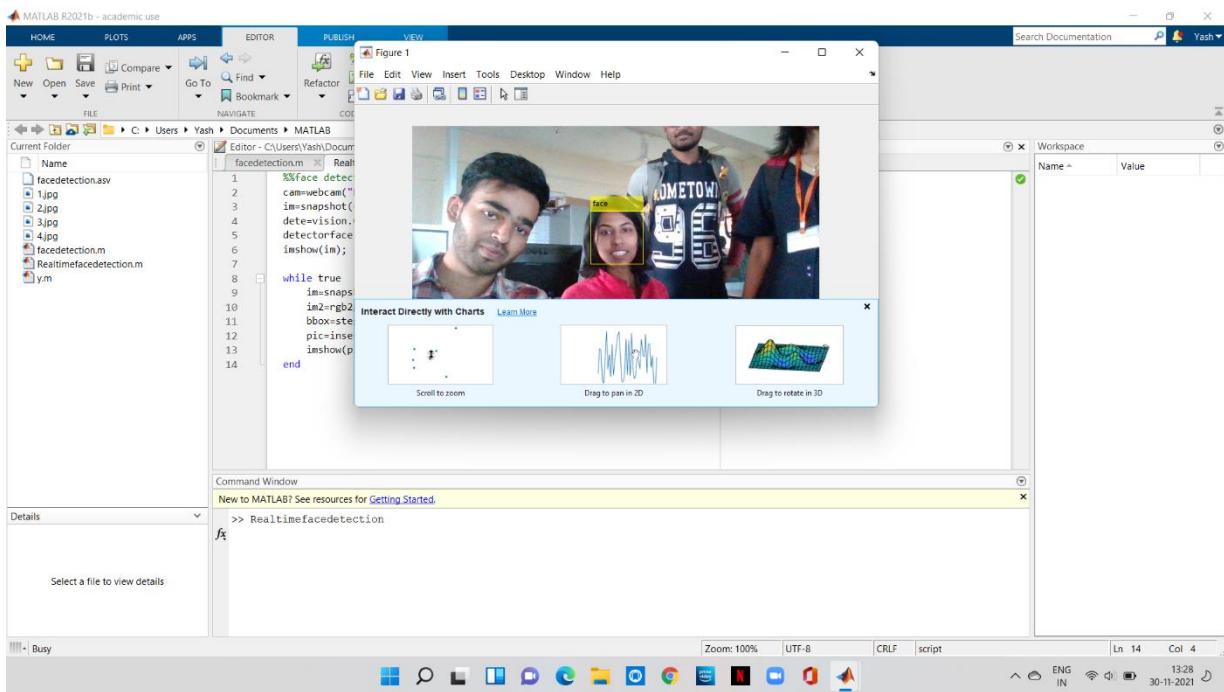 MATLAB R2021b - academic use
HOME PLOTS APPS EDITOR PUBLISH VIEW
Search Documentation
Yash
New Open Save Compare Print Go To Find Bookmark Refactor
FILE NAVIGATE
C: Users Yash Documents MATLAB
Current Folder
Name
facedetection.asv
1.jpg
2.jpg
3.jpg
4.jpg
facedetection.m
Realtimefacedetection.m
y.m
Details
Select a file to view details
Editor - C:\Users\Yash\Docum
facedetection.m Realt
1 %%face detec
2 cam=webcam("
3 im=snapshot(
4 dete=vision.
5 detectorface
6 imshow(im);
7
8 while true
9 im=snaps
10 im2=rgb2
11 bbox=ste
12 pic=inse
13 imshow(p
14 end
Figure 1
File Edit View Insert Tools Desktop Window Help
face
OMETOWN
96
Interact Directly with Charts Learn More
Scroll to zoom Drag to pan in 2D Drag to rotate in 3D
Workspace
Name Value
Command Window
New to MATLAB? See resources for Getting Started.
fx >> Realtimefacedetection
Busy
Zoom: 100% UTF-8 CRLF script Ln 14 Col 4
ENG
IN
13:28
30-11-2021